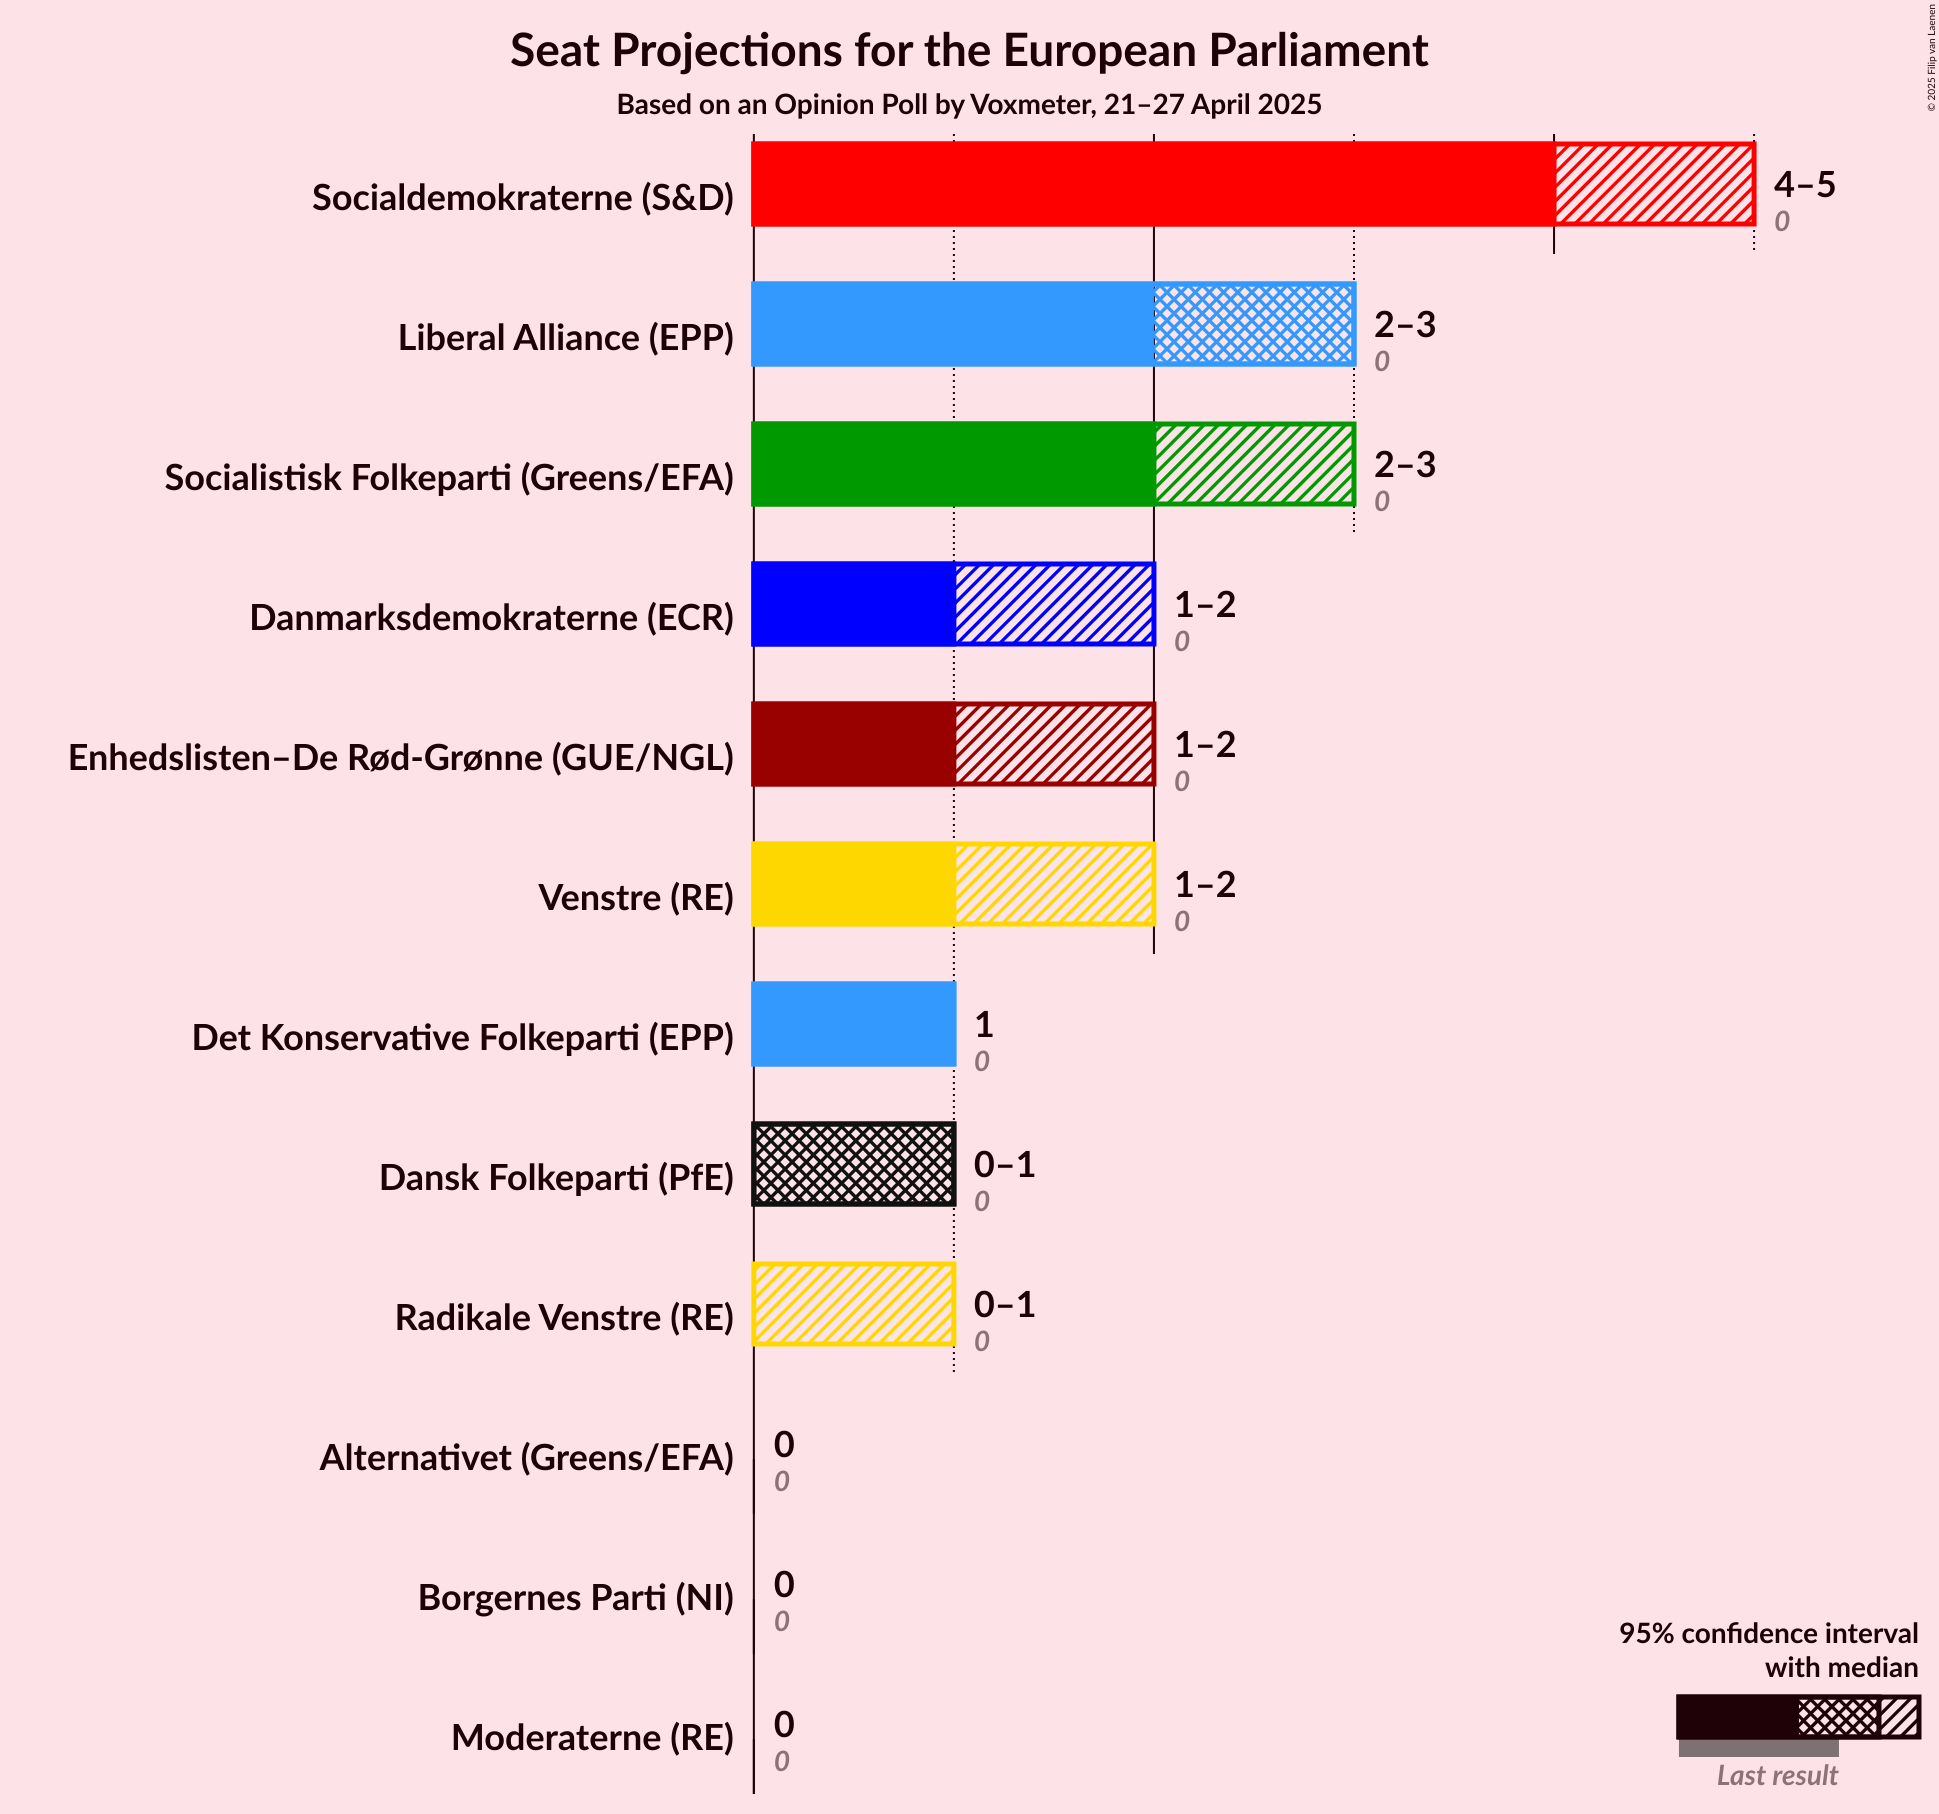 Seat Projections for the European Parliament
Based on an Opinion Poll by Voxmeter, 21–27 April 2025
© 2025 Filip van Laenen
Socialdemokraterne (S&D)
4–5
0
Liberal Alliance (EPP)
2–3
0
Socialistisk Folkeparti (Greens/EFA)
2–3
0
Danmarksdemokraterne (ECR)
1–2
0
Enhedslisten–De Rød-Grønne (GUE/NGL)
1–2
0
Venstre (RE)
1–2
0
Det Konservative Folkeparti (EPP)
1
0
Dansk Folkeparti (PfE)
0–1
0
Radikale Venstre (RE)
0–1
0
Alternativet (Greens/EFA)
0
0
Borgernes Parti (NI)
0
0
Moderaterne (RE)
0
0
95% confidence interval
with median
Last result